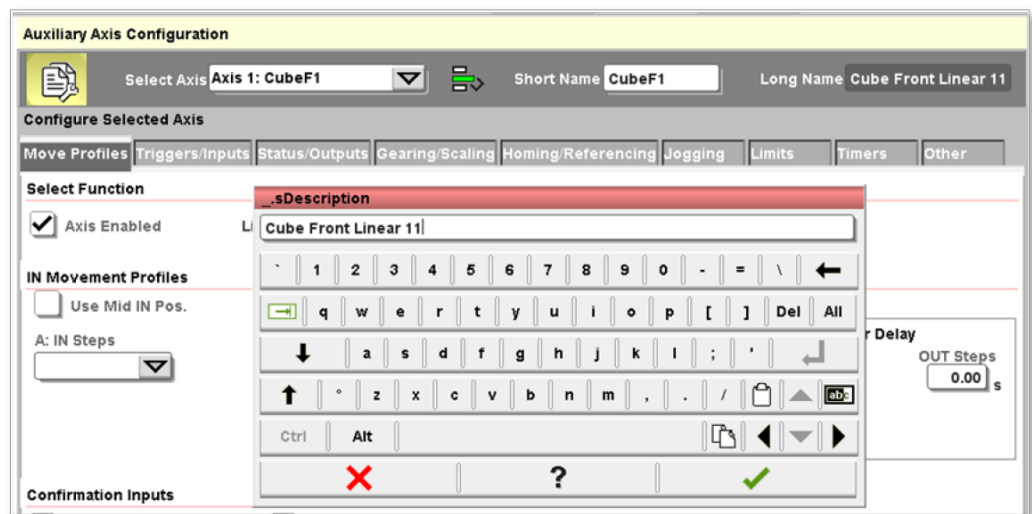 Auxiliary Axis Configuration
Select Axis Axis 1: CubeF1 Short Name CubeF1 Long Name Cube Front Linear 11
Configure Selected Axis
Move Profiles Triggers/Inputs Status/Outputs Gearing/Scaling Homing/Referencing Jogging Limits Timers Other
Select Function
_.sDescription
Axis Enabled
Cube Front Linear 11
` 1 2 3 4 5 6 7 8 9 0 - = \
IN Movement Profiles
Use Mid IN Pos.
q w e r t y u i o p [ ] Del All
A: IN Steps
a s d f g h j k l ; '
Delay
OUT Steps
0.00 s
° z x c v b n m , . / abc
Ctrl Alt
?
Confirmation Inputs